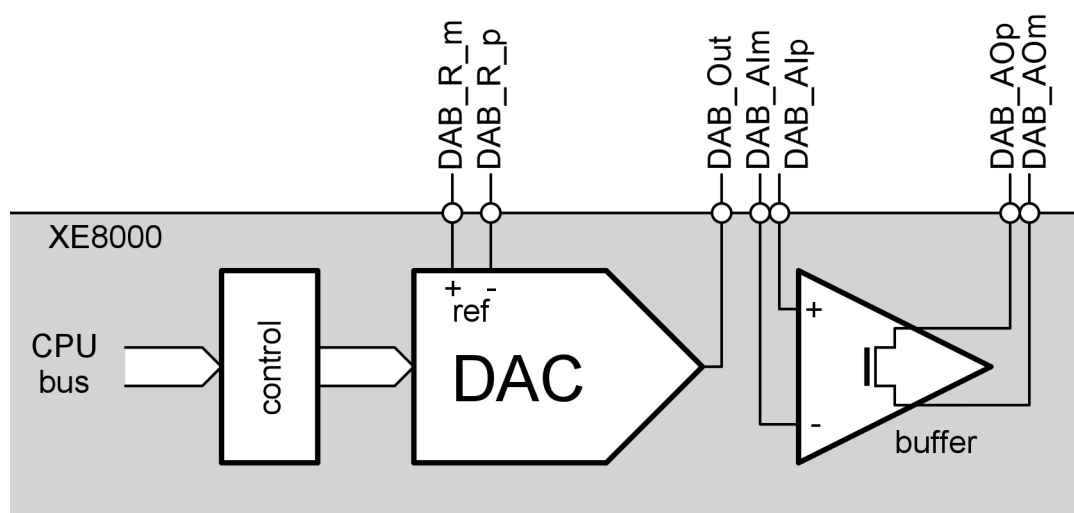 DAB_R_m
DAB_R_p
DAB_Out
DAB_AIm
DAB_AIp
DAB_AOp
DAB_AOm
XE8000
+ -
ref
CPU
bus
control
DAC
+
-
buffer